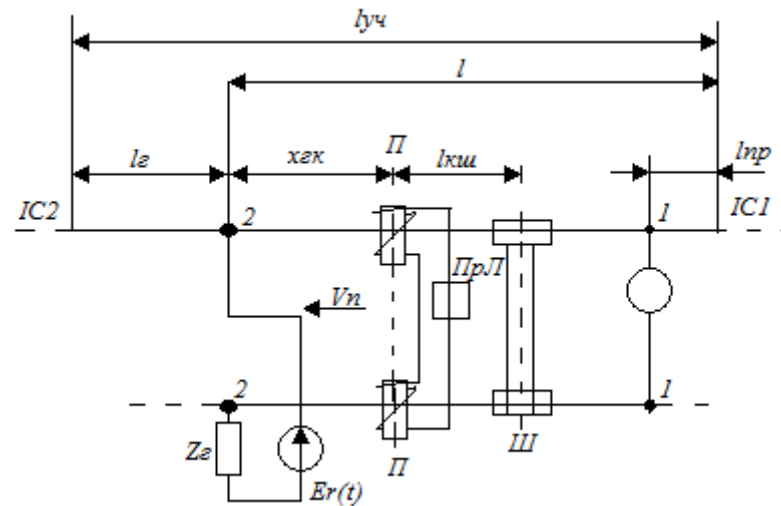 lуч
l
П
lг
xгк
lкш
lпр
IC2
2
1
IC1
ПрЛ
Vп
2
1
Zг
Er(t)
П
Ш